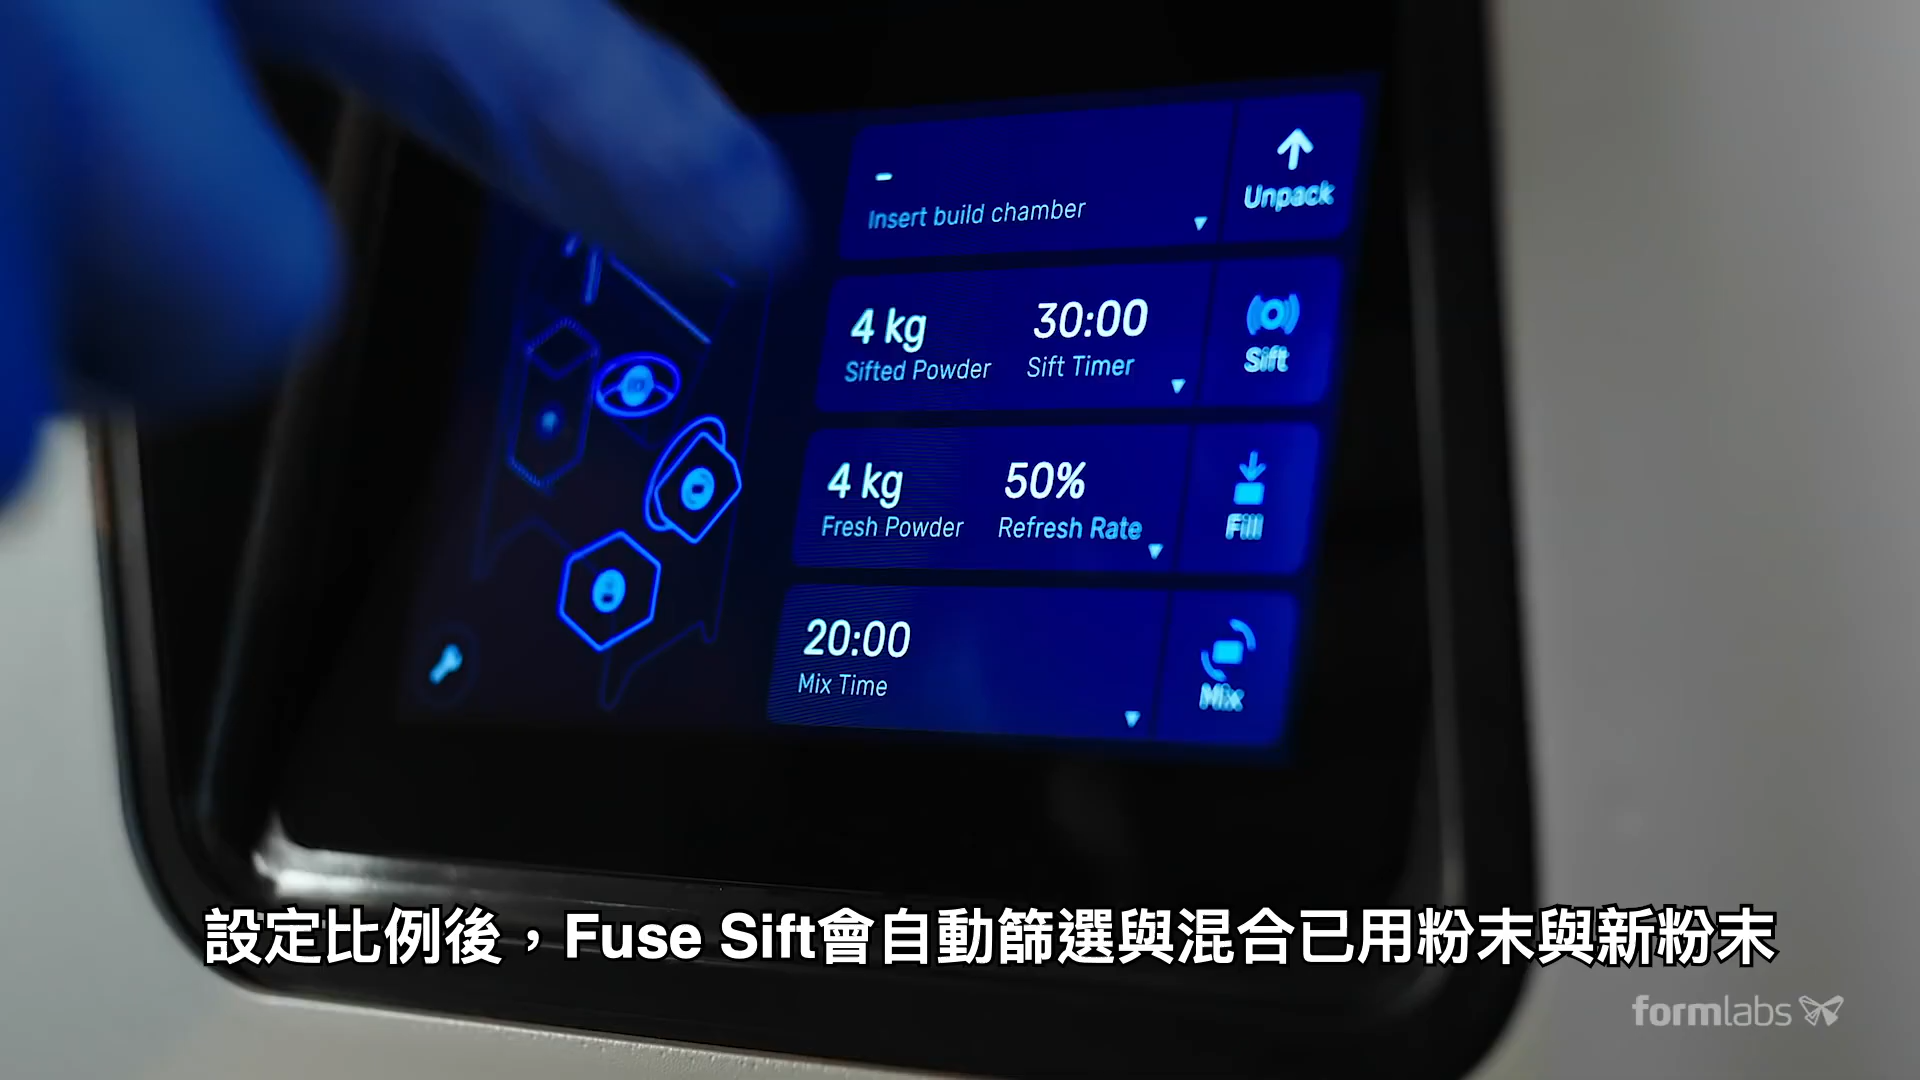 -
Insert build chamber
Unpack
4 kg
30:00
Sifted Powder
Sift Timer
Sift
4 kg
50%
Fresh Powder
Refresh Rate
Fill
20:00
Mix Time
Mix
設定比例後，Fuse Sift會自動篩選與混合已用粉末與新粉末
formlabs